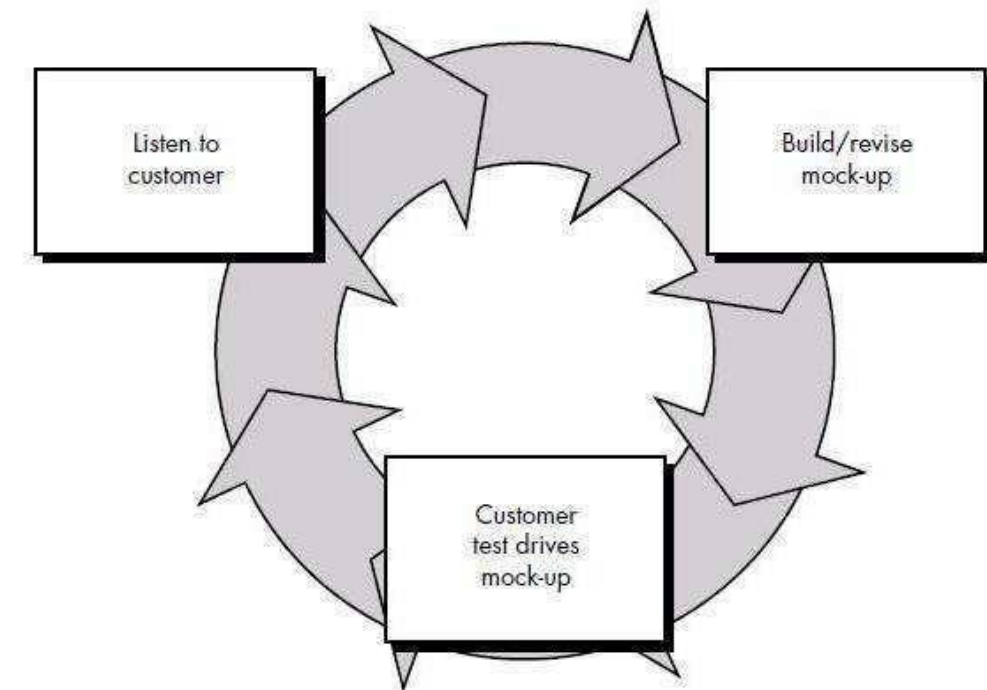 Listen to
customer
Build/revise
mock-up
Customer
test drives
mock-up